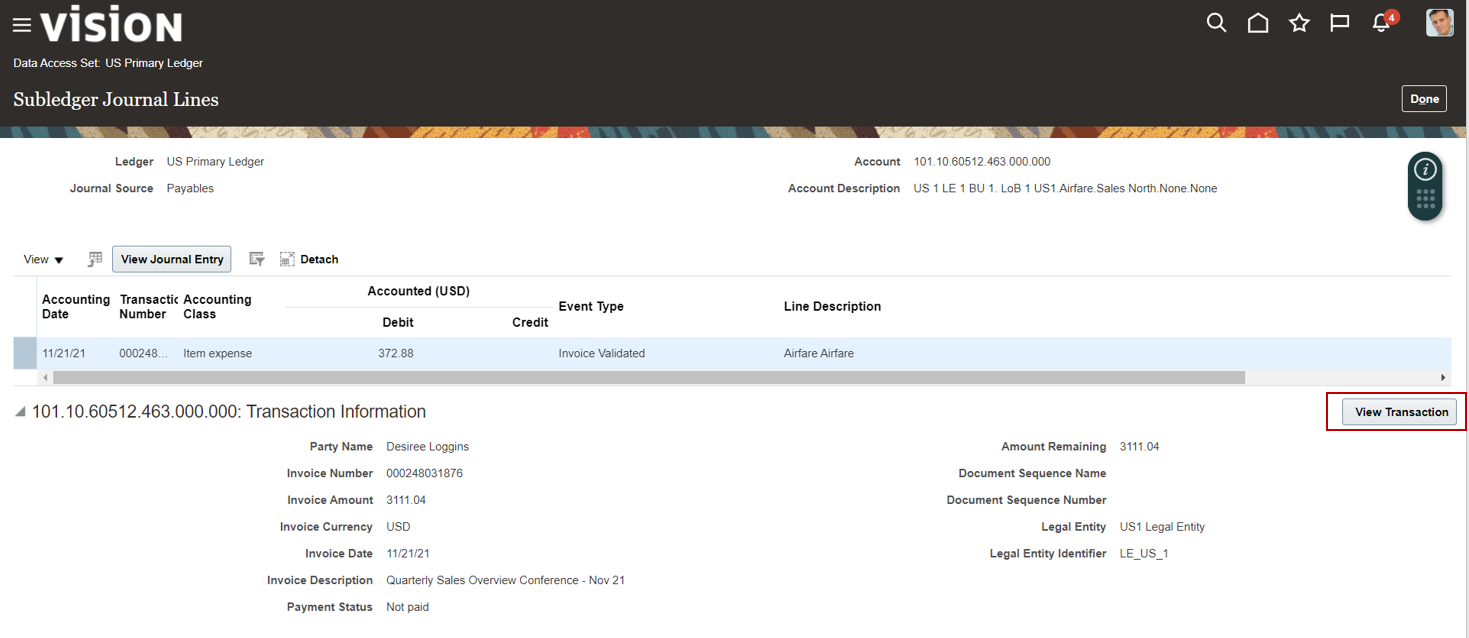 vısıon
4
Data Access Set: US Primary Ledger
Subledger Journal Lines
Done
Ledger US Primary Ledger
Account 101.10.60512.463.000.000
Journal Source Payables
Account Description US 1 LE 1 BU 1. LoB 1 US1.Airfare.Sales North.None.None
View View Journal Entry Detach
Accounting Date Transactic Number Accounting Class Accounted (USD) Debit Credit Event Type Line Description
11/21/21 000248... Item expense 372.88 Invoice Validated Airfare Airfare
101.10.60512.463.000.000: Transaction Information
View Transaction
Party Name Desiree Loggins
Amount Remaining 3111.04
Invoice Number 000248031876
Document Sequence Name
Invoice Amount 3111.04
Document Sequence Number
Invoice Currency USD
Legal Entity US1 Legal Entity
Invoice Date 11/21/21
Legal Entity Identifier LE_US_1
Invoice Description Quarterly Sales Overview Conference - Nov 21
Payment Status Not paid